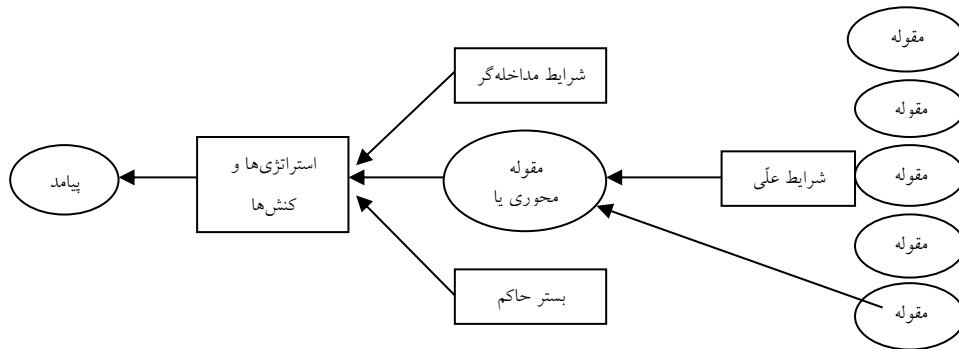 مقوله
مقوله
مقوله
مقوله
مقوله
شرایط علّی
شرایط مداخله‌گر
مقوله
محوری یا
بستر حاکم
استراتژی‌ها و
کنش‌ها
پیامد